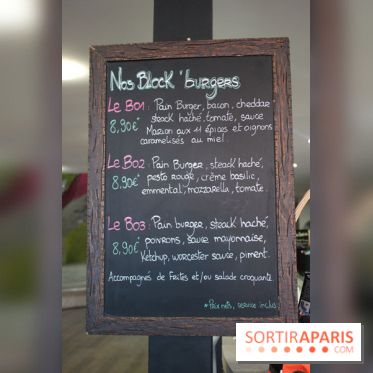 Nos BLOCK'burgers
Le B01 : Pain Burger, bacon, cheddar
8,90€* steack haché, tomate, sauce
Maison aux 11 épices et oignons
caramelisés au miel.
Le B02 : Pain Burger, steack haché,
8,90€* pesto rouge, crème basilic,
emmental, mozzarella, tomate
Le B03 : Pain burger, steack haché,
8,90€* poivrons, sauce mayonnaise,
Ketchup, worcester sauce, piment.
Accompagnés de Frites et/ou salade croquante.
*Prix nets, service inclus.
SORTIRAPARIS
.COM